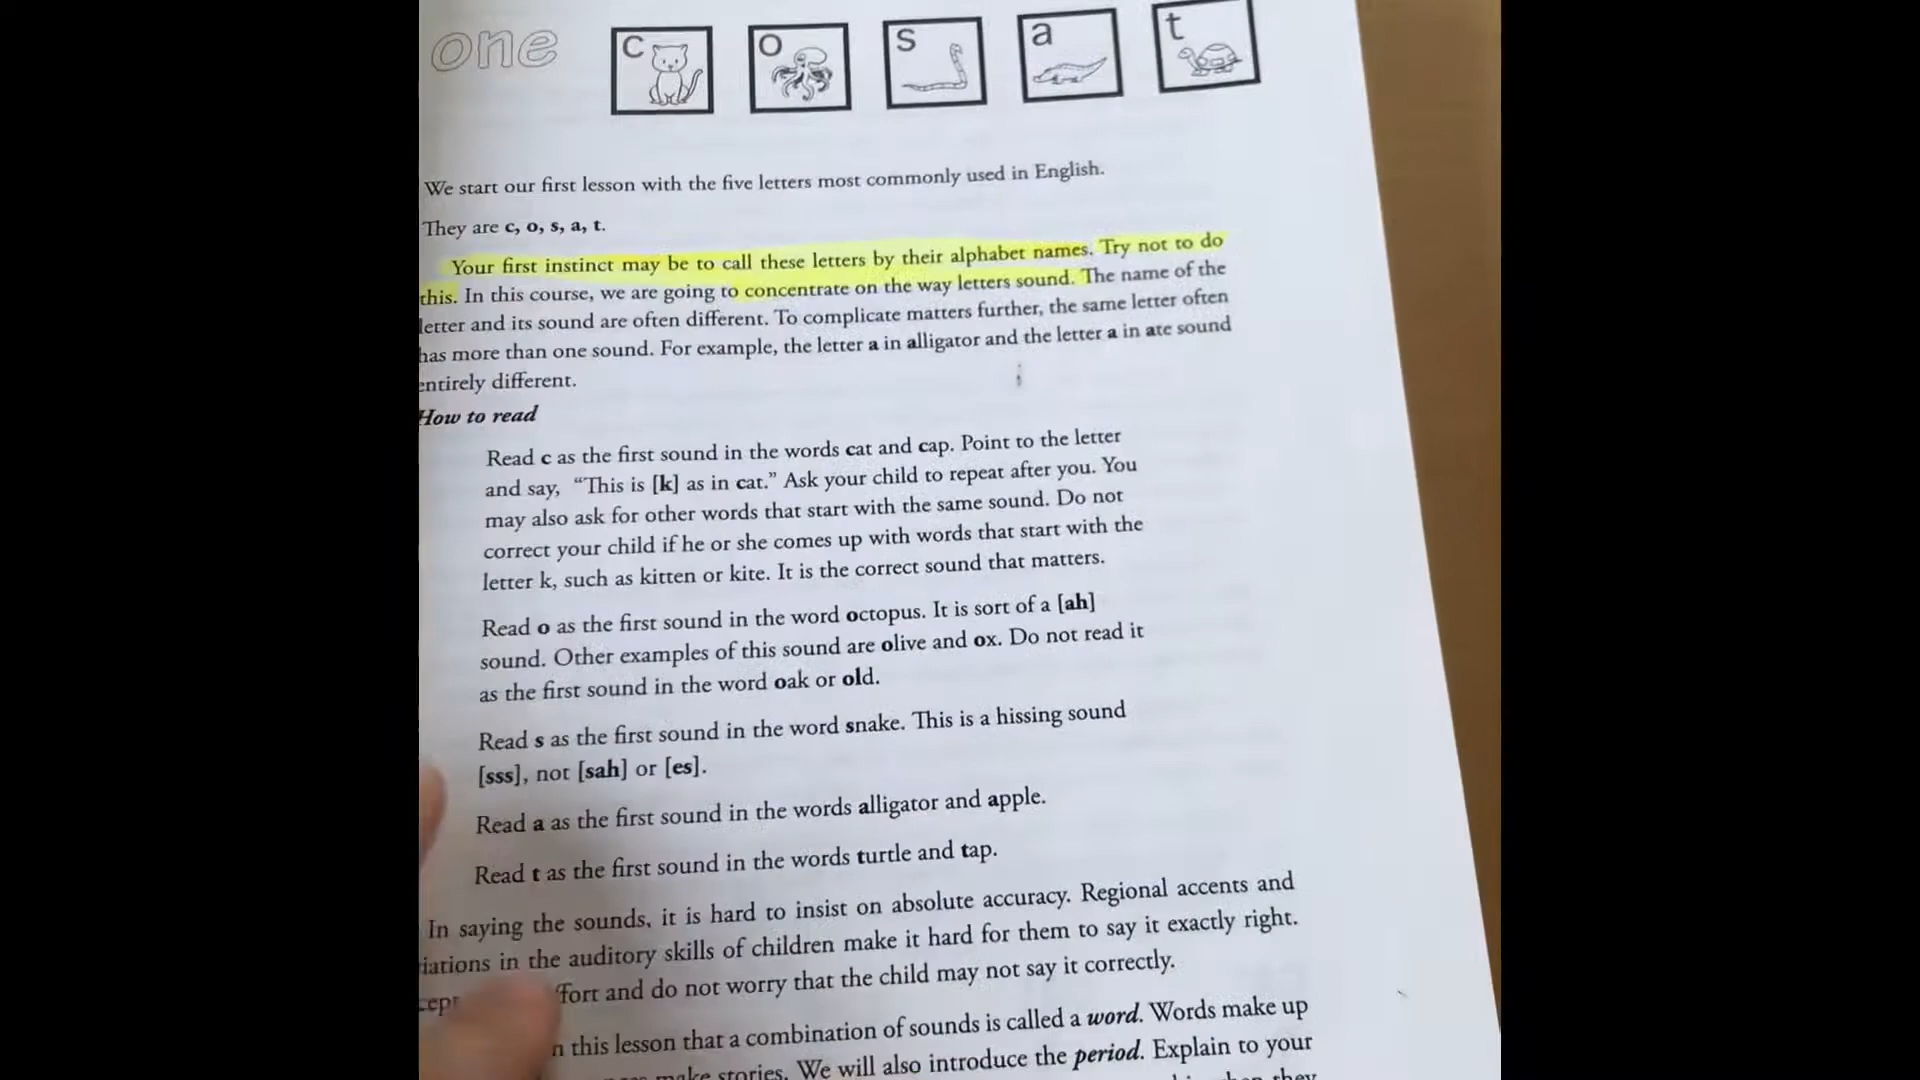 one
c o s a t
We start our first lesson with the five letters most commonly used in English.
They are c, o, s, a, t.
Your first instinct may be to call these letters by their alphabet names. Try not to do
this. In this course, we are going to concentrate on the way letters sound. The name of the
letter and its sound are often different. To complicate matters further, the same letter often
has more than one sound. For example, the letter a in alligator and the letter a in ate sound
entirely different.
How to read
Read c as the first sound in the words cat and cap. Point to the letter
and say, “This is [k] as in cat.” Ask your child to repeat after you. You
may also ask for other words that start with the same sound. Do not
correct your child if he or she comes up with words that start with the
letter k, such as kitten or kite. It is the correct sound that matters.
Read o as the first sound in the word octopus. It is sort of a [ah]
sound. Other examples of this sound are olive and ox. Do not read it
as the first sound in the word oak or old.
Read s as the first sound in the word snake. This is a hissing sound
[sss], not [sah] or [es].
Read a as the first sound in the words alligator and apple.
Read t as the first sound in the words turtle and tap.
In saying the sounds, it is hard to insist on absolute accuracy. Regional accents and
iations in the auditory skills of children make it hard for them to say it exactly right.
fort and do not worry that the child may not say it correctly.
n this lesson that a combination of sounds is called a word. Words make up
make stories. We will also introduce the period. Explain to your